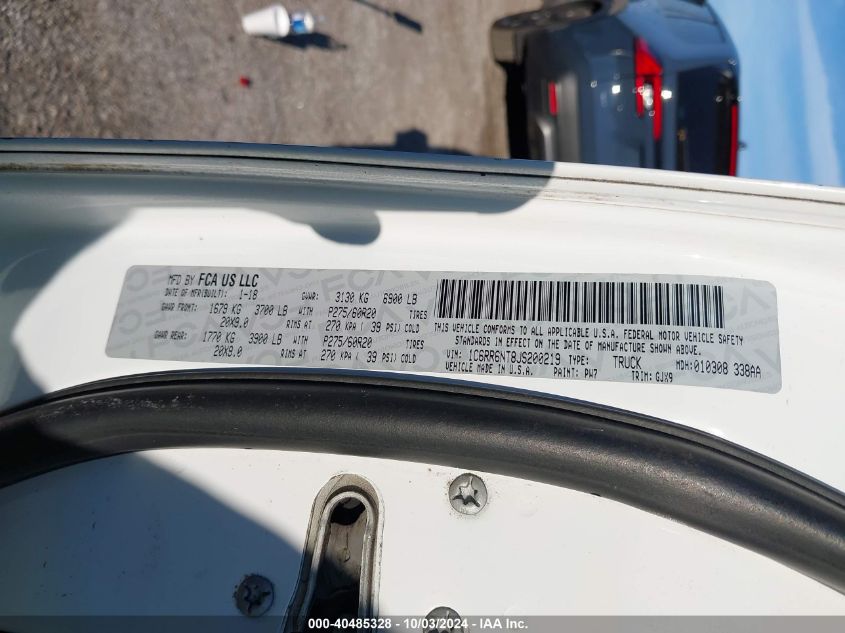 MFD BY FCA US LLC
DATE OF MFR(BUILT): 1-18 GVWR: 3130 KG 6900 LB
GAWR FRONT: 1679 KG 3700 LB WITH P275/60R20 TIRES
20X9.0 RIMS AT 270 KPA ( 39 PSI) COLD
GAWR REAR: 1770 KG 3900 LB WITH P275/60R20 TIRES
20X9.0 RIMS AT 270 KPA ( 39 PSI) COLD
THIS VEHICLE CONFORMS TO ALL APPLICABLE U.S.A. FEDERAL MOTOR VEHICLE SAFETY
STANDARDS IN EFFECT ON THE DATE OF MANUFACTURE SHOWN ABOVE.
VIN: 1C6RR6NT8JS200219 TYPE: TRUCK MDH:010308 338AA
VEHICLE MADE IN U.S.A. PAINT: PW7 TRIM: GJX9
40485328 - 10/03/2024 - IAA Inc.